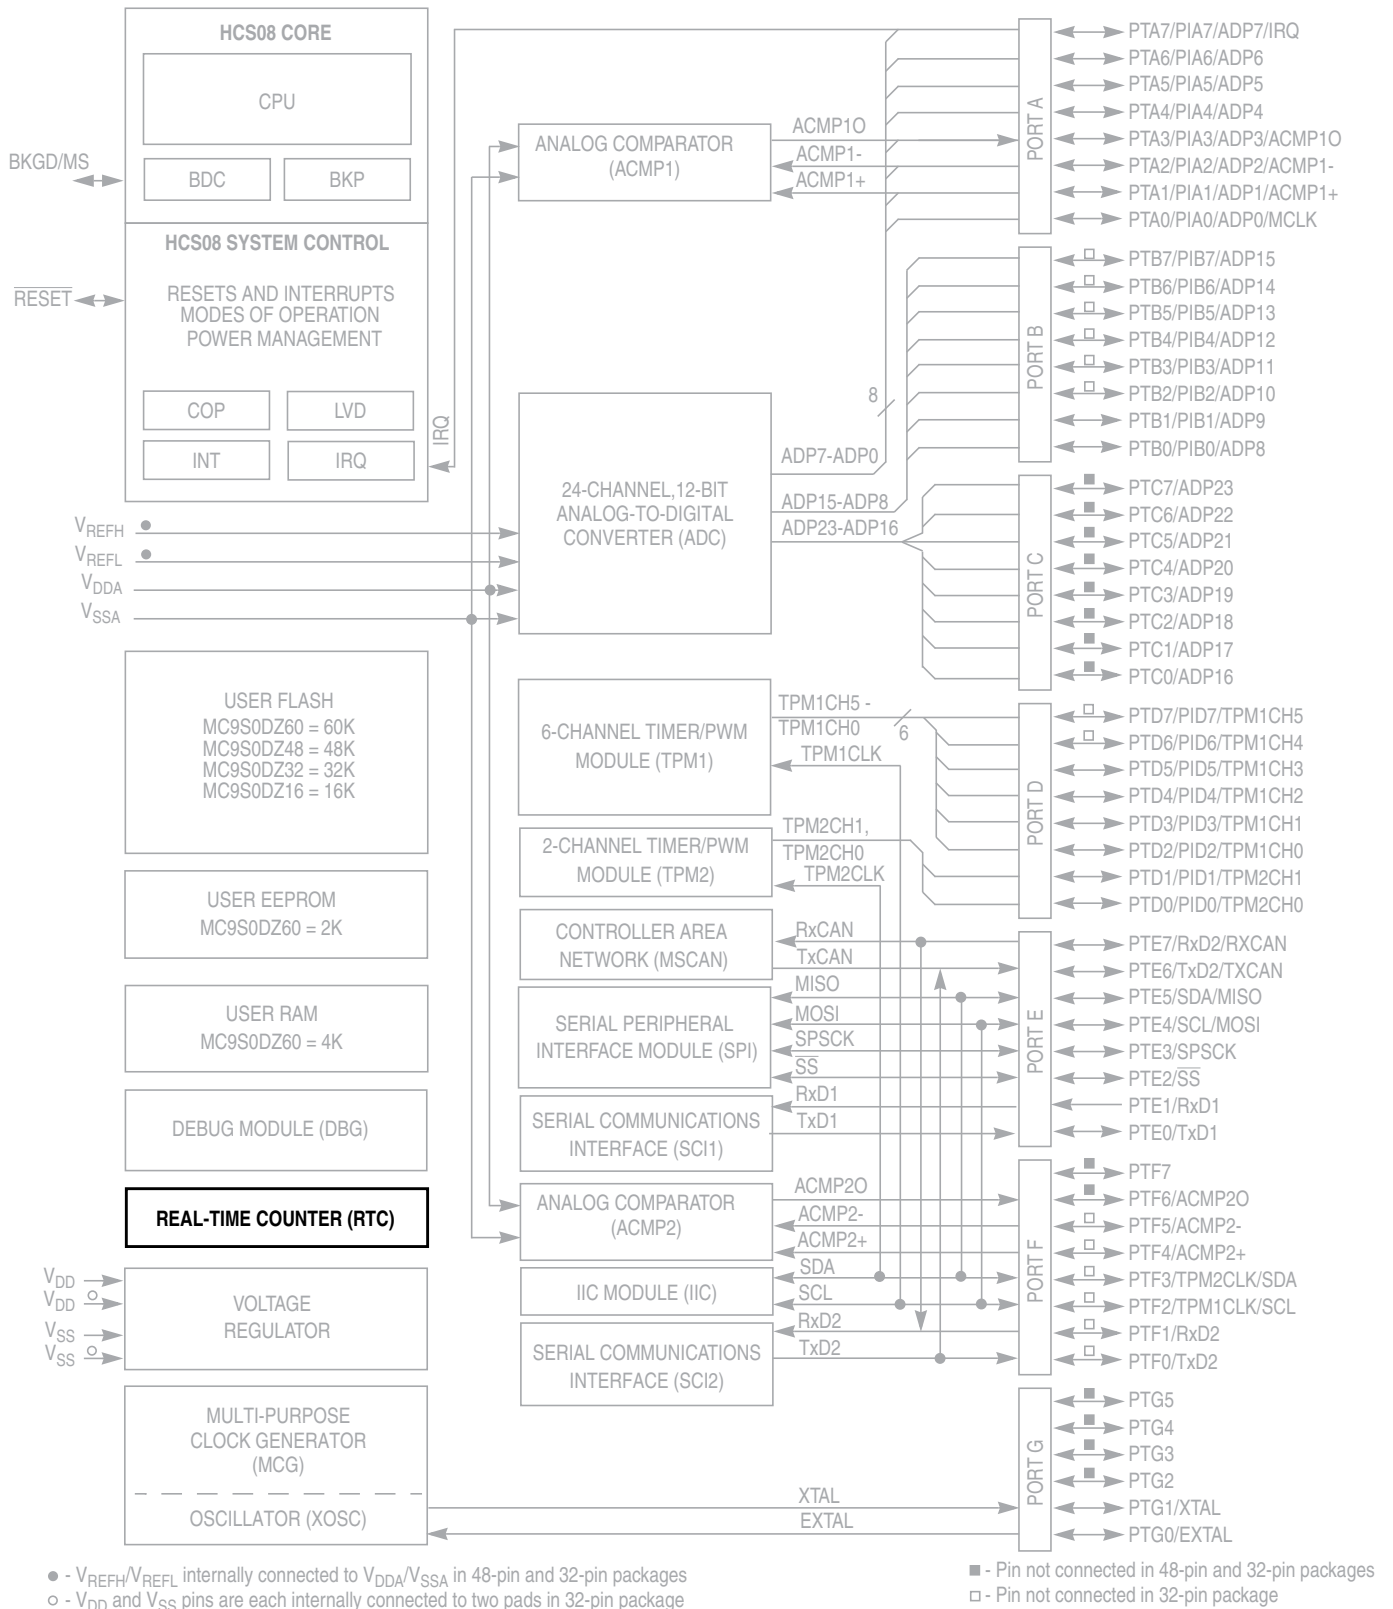 HCS08 CORE
CPU
BDC
BKP
BKGD/MS
HCS08 SYSTEM CONTROL
RESETS AND INTERRUPTS
MODES OF OPERATION
POWER MANAGEMENT
RESET
COP
LVD
INT
IRQ
IRQ
VREFH
VREFL
VDDA
VSSA
USER FLASH
MC9S0DZ60 = 60K
MC9S0DZ48 = 48K
MC9S0DZ32 = 32K
MC9S0DZ16 = 16K
USER EEPROM
MC9S0DZ60 = 2K
USER RAM
MC9S0DZ60 = 4K
DEBUG MODULE (DBG)
REAL-TIME COUNTER (RTC)
VDD
VDD
VSS
VSS
VOLTAGE
REGULATOR
MULTI-PURPOSE
CLOCK GENERATOR
(MCG)
OSCILLATOR (XOSC)
ANALOG COMPARATOR
(ACMP1)
ACMP1O
ACMP1-
ACMP1+
24-CHANNEL,12-BIT
ANALOG-TO-DIGITAL
CONVERTER (ADC)
8
ADP7-ADP0
ADP15-ADP8
ADP23-ADP16
6-CHANNEL TIMER/PWM
MODULE (TPM1)
TPM1CH5 -
TPM1CH0
6
TPM1CLK
2-CHANNEL TIMER/PWM
MODULE (TPM2)
TPM2CH1,
TPM2CH0
TPM2CLK
CONTROLLER AREA
NETWORK (MSCAN)
RxCAN
TxCAN
SERIAL PERIPHERAL
INTERFACE MODULE (SPI)
MISO
MOSI
SPSCK
SS
SERIAL COMMUNICATIONS
INTERFACE (SCI1)
RxD1
TxD1
ANALOG COMPARATOR
(ACMP2)
ACMP2O
ACMP2-
ACMP2+
IIC MODULE (IIC)
SDA
SCL
SERIAL COMMUNICATIONS
INTERFACE (SCI2)
RxD2
TxD2
XTAL
EXTAL
PORT A
PTA7/PIA7/ADP7/IRQ
PTA6/PIA6/ADP6
PTA5/PIA5/ADP5
PTA4/PIA4/ADP4
PTA3/PIA3/ADP3/ACMP1O
PTA2/PIA2/ADP2/ACMP1-
PTA1/PIA1/ADP1/ACMP1+
PTA0/PIA0/ADP0/MCLK
PORT B
PTB7/PIB7/ADP15
PTB6/PIB6/ADP14
PTB5/PIB5/ADP13
PTB4/PIB4/ADP12
PTB3/PIB3/ADP11
PTB2/PIB2/ADP10
PTB1/PIB1/ADP9
PTB0/PIB0/ADP8
PORT C
PTC7/ADP23
PTC6/ADP22
PTC5/ADP21
PTC4/ADP20
PTC3/ADP19
PTC2/ADP18
PTC1/ADP17
PTC0/ADP16
PORT D
PTD7/PID7/TPM1CH5
PTD6/PID6/TPM1CH4
PTD5/PID5/TPM1CH3
PTD4/PID4/TPM1CH2
PTD3/PID3/TPM1CH1
PTD2/PID2/TPM1CH0
PTD1/PID1/TPM2CH1
PTD0/PID0/TPM2CH0
PORT E
PTE7/RxD2/RXCAN
PTE6/TxD2/TXCAN
PTE5/SDA/MISO
PTE4/SCL/MOSI
PTE3/SPSCK
PTE2/SS
PTE1/RxD1
PTE0/TxD1
PORT F
PTF7
PTF6/ACMP2O
PTF5/ACMP2-
PTF4/ACMP2+
PTF3/TPM2CLK/SDA
PTF2/TPM1CLK/SCL
PTF1/RxD2
PTF0/TxD2
PORT G
PTG5
PTG4
PTG3
PTG2
PTG1/XTAL
PTG0/EXTAL
● - VREFH/VREFL internally connected to VDDA/VSSA in 48-pin and 32-pin packages
○ - VDD and VSS pins are each internally connected to two pads in 32-pin package
■ - Pin not connected in 48-pin and 32-pin packages
□ - Pin not connected in 32-pin package